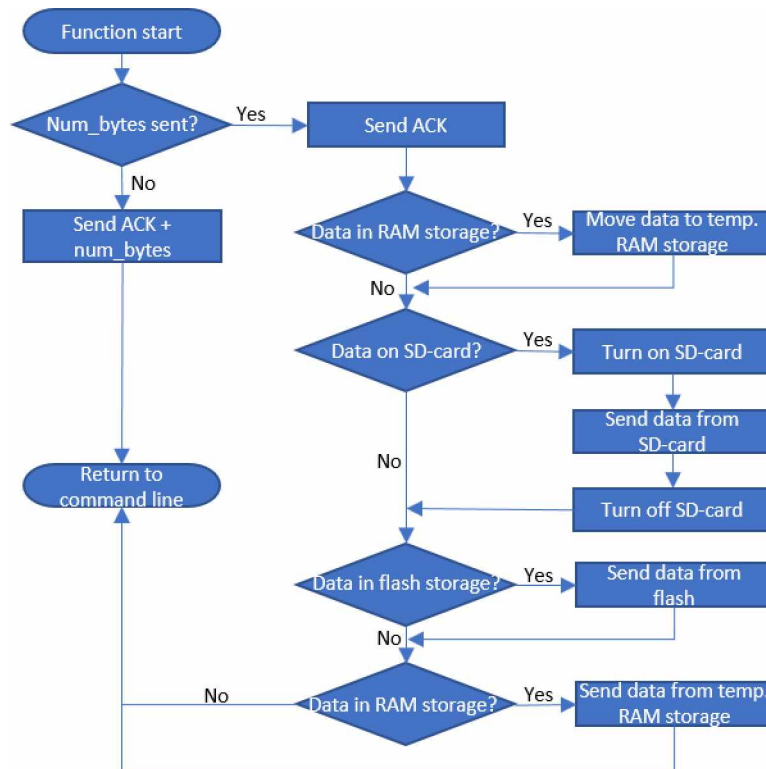 Function start
Num_bytes sent?
Yes
Send ACK
No
Send ACK +
num_bytes
Data in RAM storage?
Yes
Move data to temp.
RAM storage
No
Data on SD-card?
Yes
Turn on SD-card
Send data from
SD-card
No
Turn off SD-card
Return to
command line
Data in flash storage?
Yes
Send data from
flash
No
Data in RAM storage?
No
Yes
Send data from temp.
RAM storage